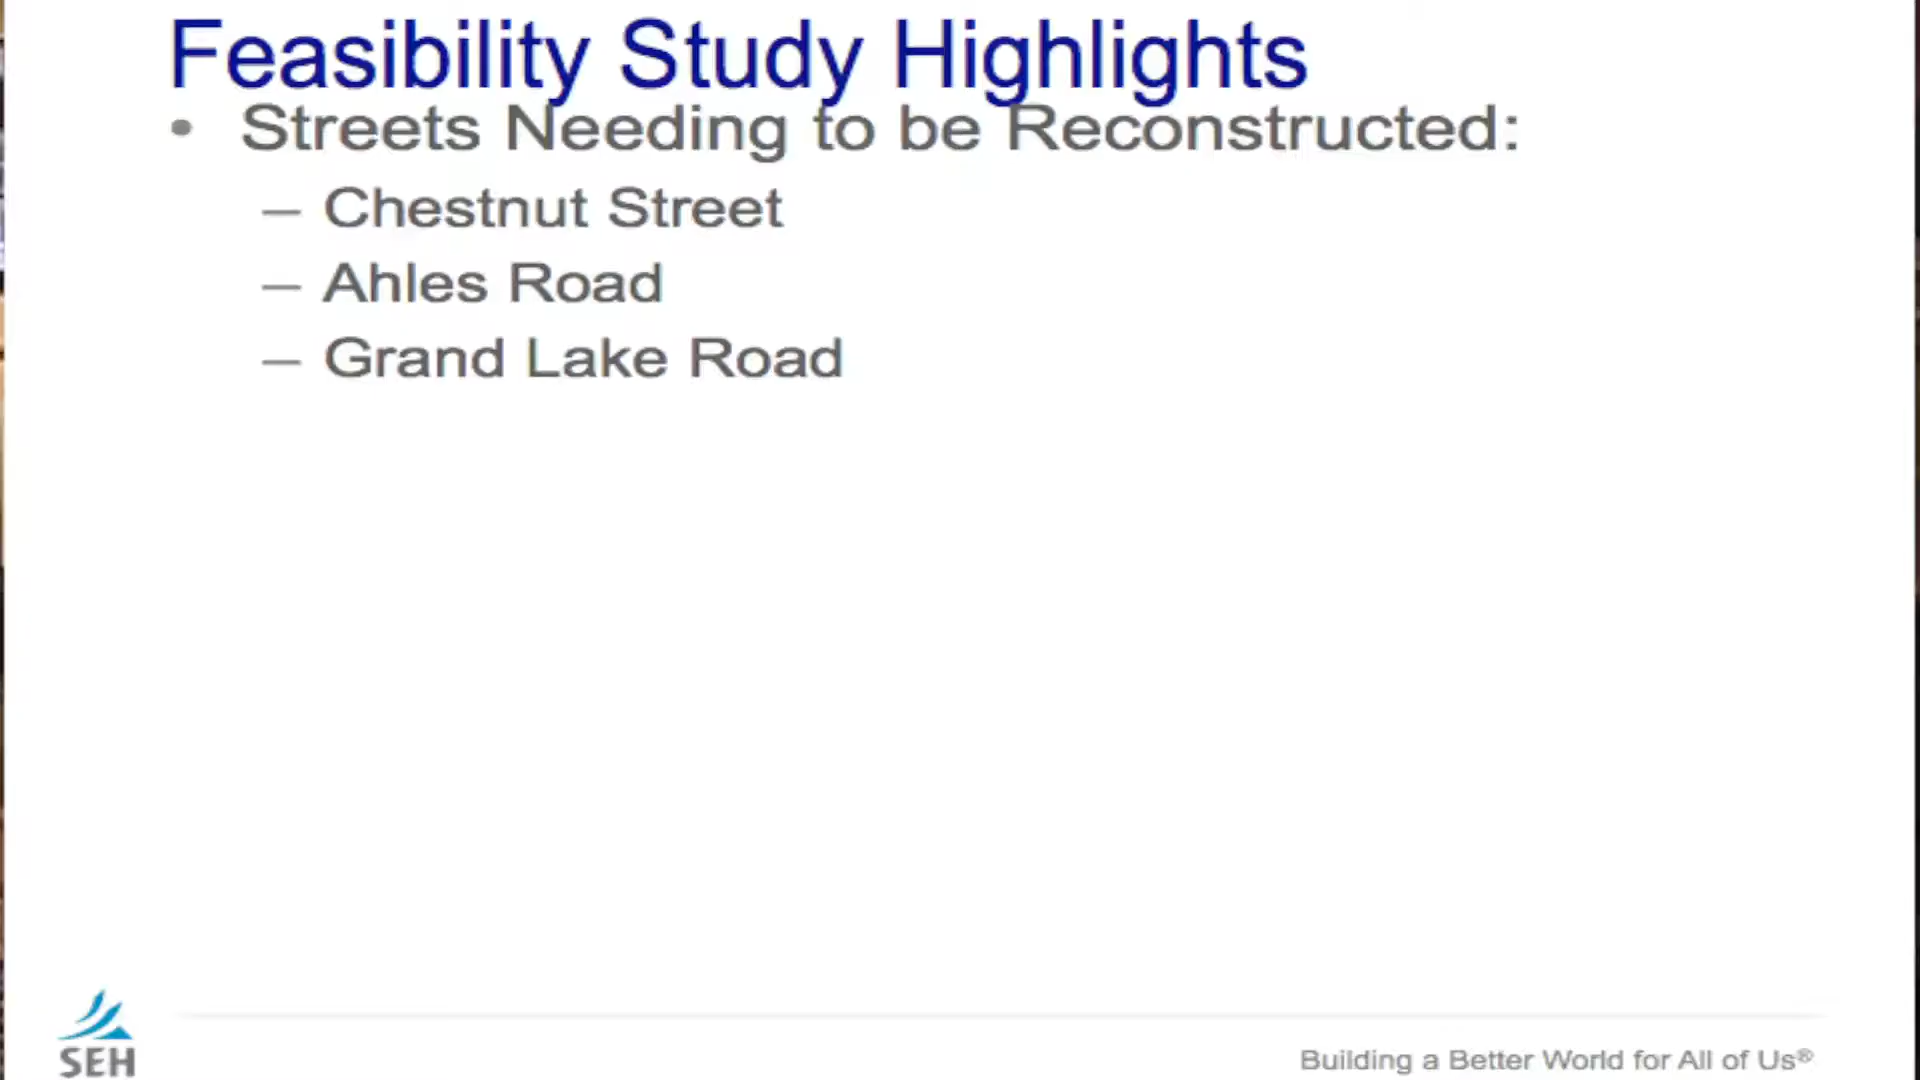 Feasibility Study Highlights
• Streets Needing to be Reconstructed:
– Chestnut Street
– Ahles Road
– Grand Lake Road
SEH
Building a Better World for All of Us®